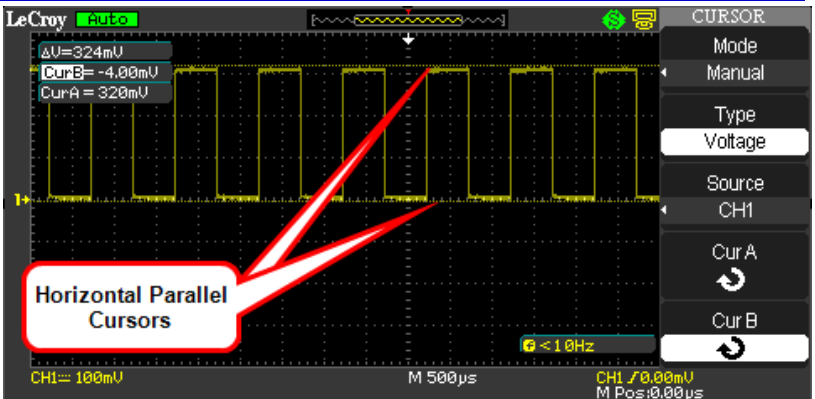 LeCroy Auto
CURSOR
ΔV=324mV
CurB=-4.00mV
CurA=320mV
Mode
Manual
Type
Voltage
Source
CH1
Cur A
Cur B
1
Horizontal Parallel
Cursors
f<10Hz
CH1 100mV
M 500μs
CH1 0.00mV
M Pos:0.00μs
S